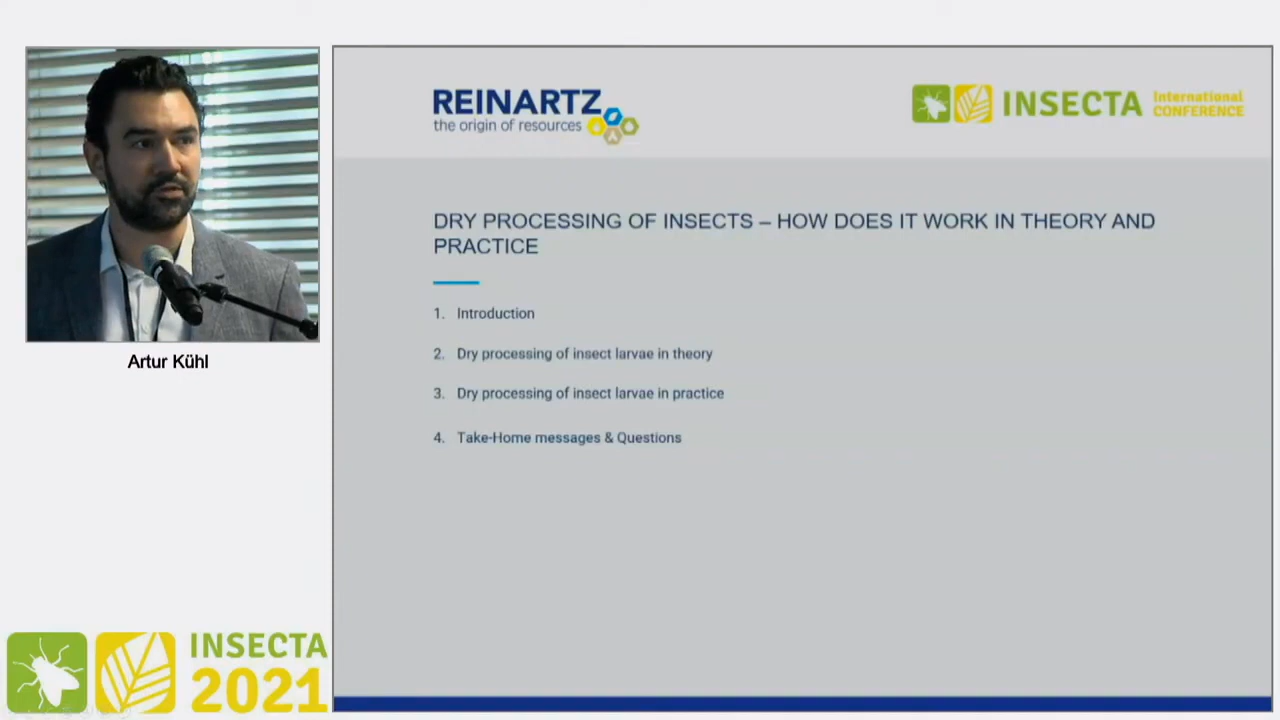 REINARTZ
the origin of resources
INSECTA International CONFERENCE
DRY PROCESSING OF INSECTS – HOW DOES IT WORK IN THEORY AND
PRACTICE
1. Introduction
2. Dry processing of insect larvae in theory
3. Dry processing of insect larvae in practice
4. Take-Home messages & Questions
Artur Kühl
INSECTA
2021